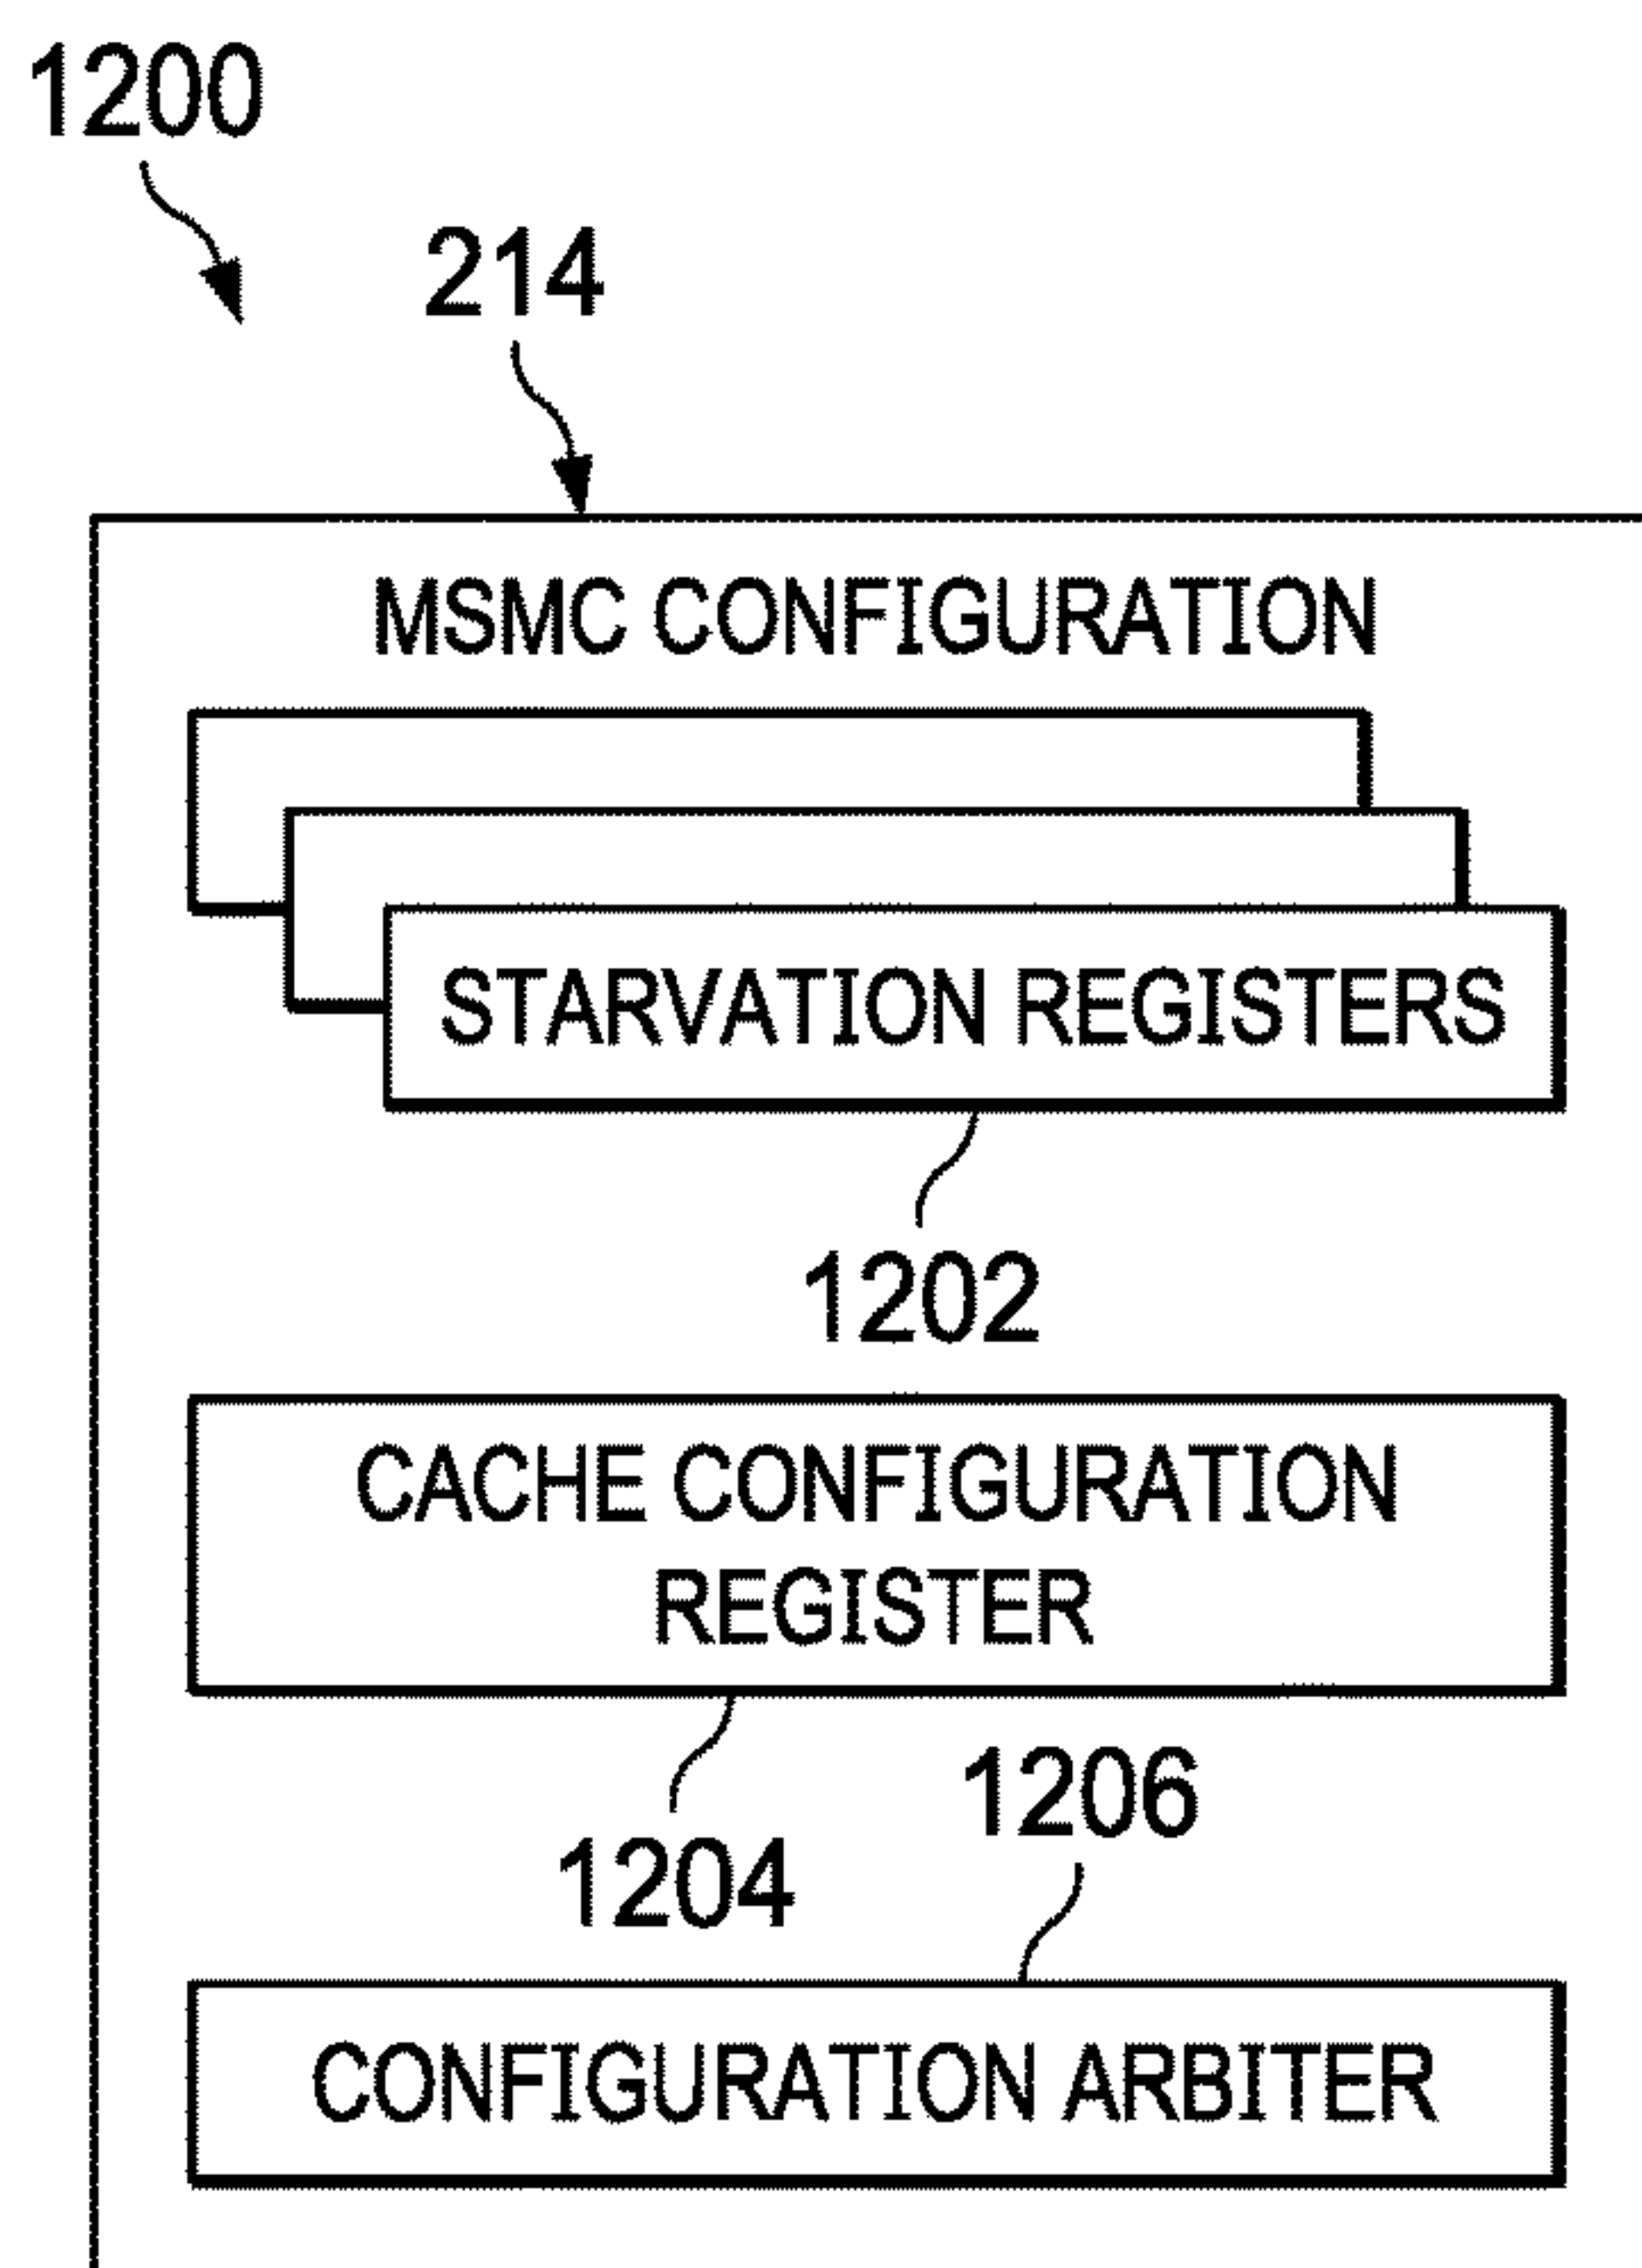 1200
214
MSMC CONFIGURATION
STARVATION REGISTERS
1202
CACHE CONFIGURATION
REGISTER
1204
1206
CONFIGURATION ARBITER